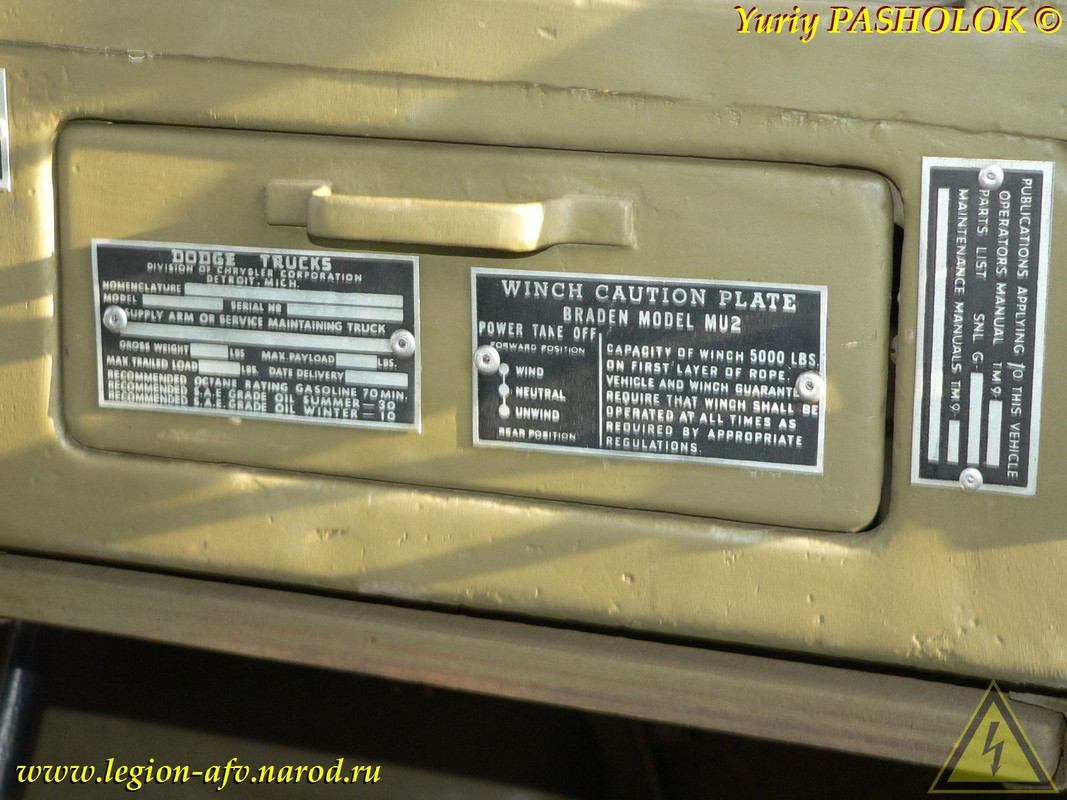 Yuriy PASHOLOK ©
DODGE TRUCKS
DIVISION OF CHRYSLER CORPORATION
DETROIT, MICH.
NOMENCLATURE
MODEL SERIAL NO
SUPPLY ARM OR SERVICE MAINTAINING TRUCK
GROSS WEIGHT LBS MAX. PAYLOAD LBS.
MAX TRAILED LOAD LBS. DATE DELIVERY
RECOMMENDED OCTANE RATING GASOLINE 70 MIN.
RECOMMENDED S.A.E GRADE OIL SUMMER — 30
RECOMMENDED S.A.E. GRADE OIL WINTER — 10
WINCH CAUTION PLATE
BRADEN MODEL MU2
POWER TAKE OFF
FORWARD POSITION
WIND
NEUTRAL
UNWIND
REAR POSITION
CAPACITY OF WINCH 5000 LBS.
ON FIRST LAYER OF ROPE.
VEHICLE AND WINCH GUARANTEE
REQUIRE THAT WINCH SHALL BE
OPERATED AT ALL TIMES AS
REQUIRED BY APPROPRIATE
REGULATIONS.
PUBLICATIONS APPLYING TO THIS VEHICLE
OPERATORS MANUAL TM 9-
PARTS LIST SNL G-
MAINTENANCE MANUALS TM 9-
www.legion-afv.narod.ru